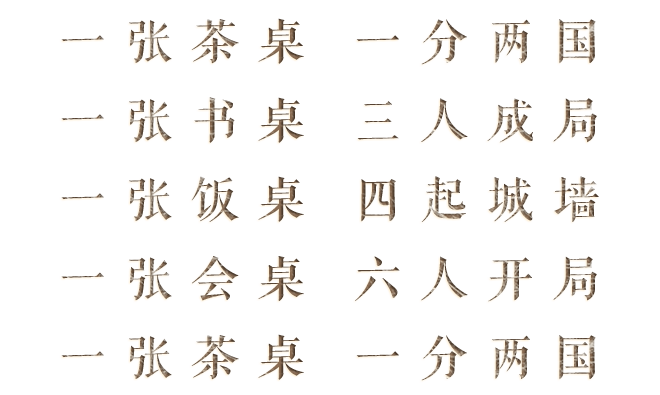 一张茶桌 一分两国
一张书桌 三人成局
一张饭桌 四起城墙
一张会桌 六人开局
一张茶桌 一分两国